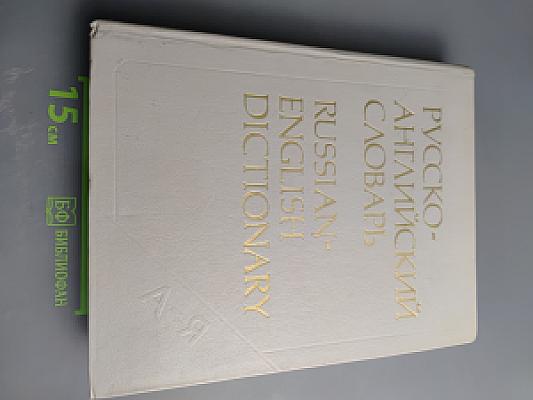 РУССКО-
АНГЛИЙСКИЙ
СЛОВАРЬ
RUSSIAN-
ENGLISH
DICTIONARY
А-Я
15 см
БФ БИБЛИОФАН